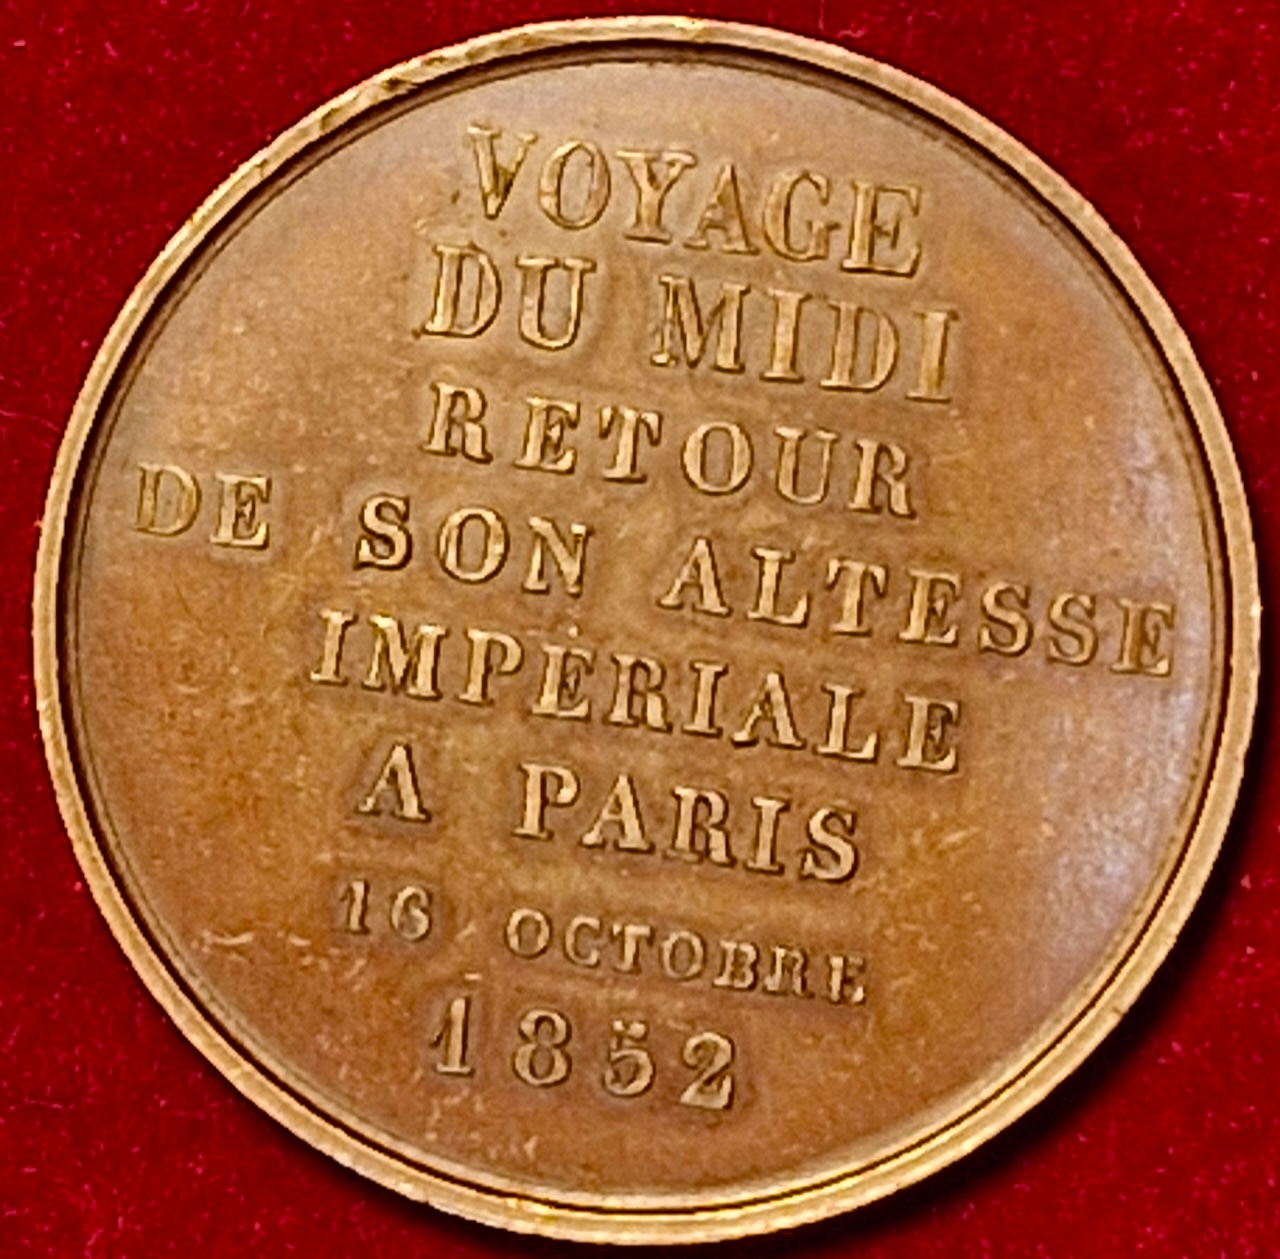 VOYAGE
DU MIDI
RETOUR
DE SON ALTESSE
IMPÉRIALE
A PARIS
16 OCTOBRE
1852